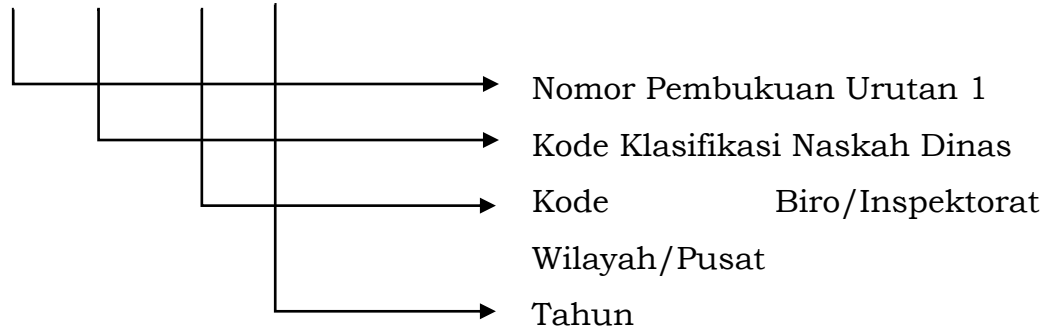 Nomor Pembukuan Urutan 1
Kode Klasifikasi Naskah Dinas
Kode Biro/Inspektorat
Wilayah/Pusat
Tahun